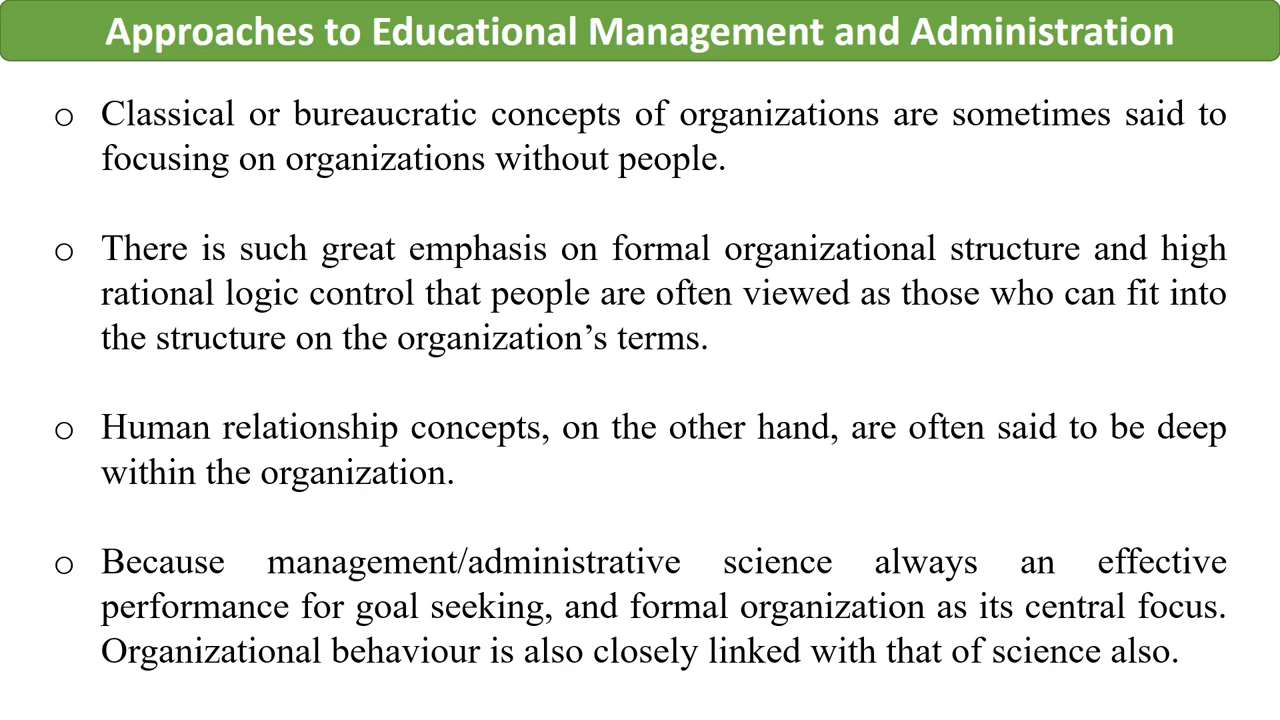 Approaches to Educational Management and Administration
o Classical or bureaucratic concepts of organizations are sometimes said to
focusing on organizations without people.
o There is such great emphasis on formal organizational structure and high
rational logic control that people are often viewed as those who can fit into
the structure on the organization’s terms.
o Human relationship concepts, on the other hand, are often said to be deep
within the organization.
o Because management/administrative science always an effective
performance for goal seeking, and formal organization as its central focus.
Organizational behaviour is also closely linked with that of science also.